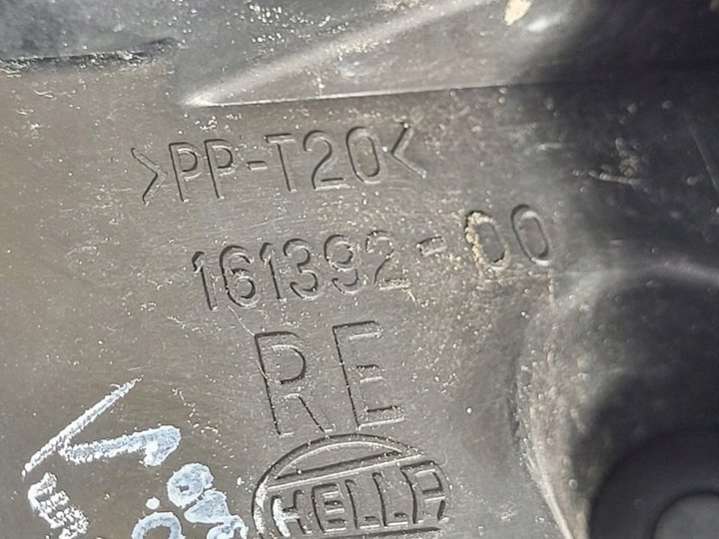 >PP-T20<
161392-00
RE
HELLA